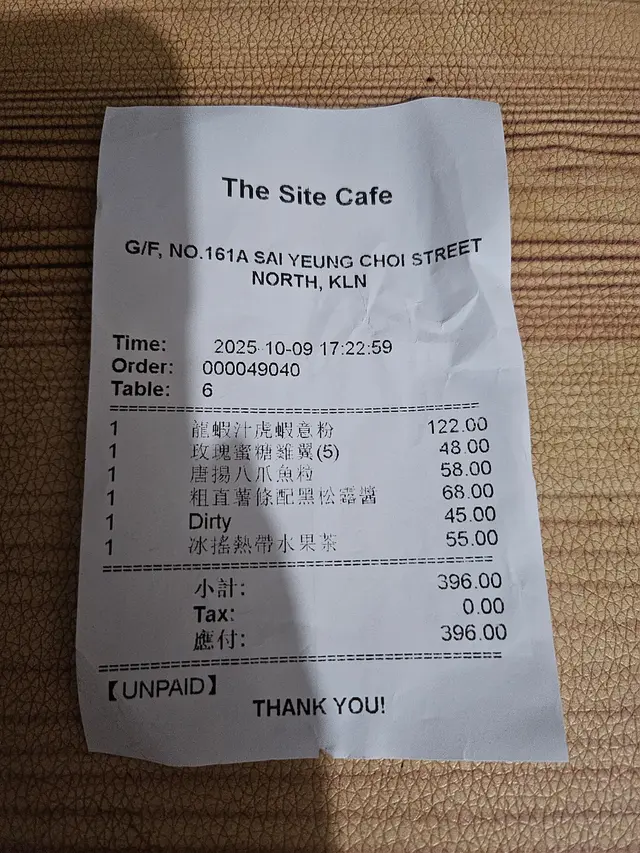 The Site Cafe
G/F, NO.161A SAI YEUNG CHOI STREET
NORTH, KLN
Time: 2025-10-09 17:22:59
Order: 000049040
Table: 6
1 龍蝦汁虎蝦意粉 122.00
1 玫瑰蜜糖雞翼(5) 48.00
1 唐揚八爪魚粒 58.00
1 粗直薯條配黑松露醬 68.00
1 Dirty 45.00
1 冰搖熱帶水果茶 55.00
小計: 396.00
Tax: 0.00
應付: 396.00
【UNPAID】
THANK YOU!